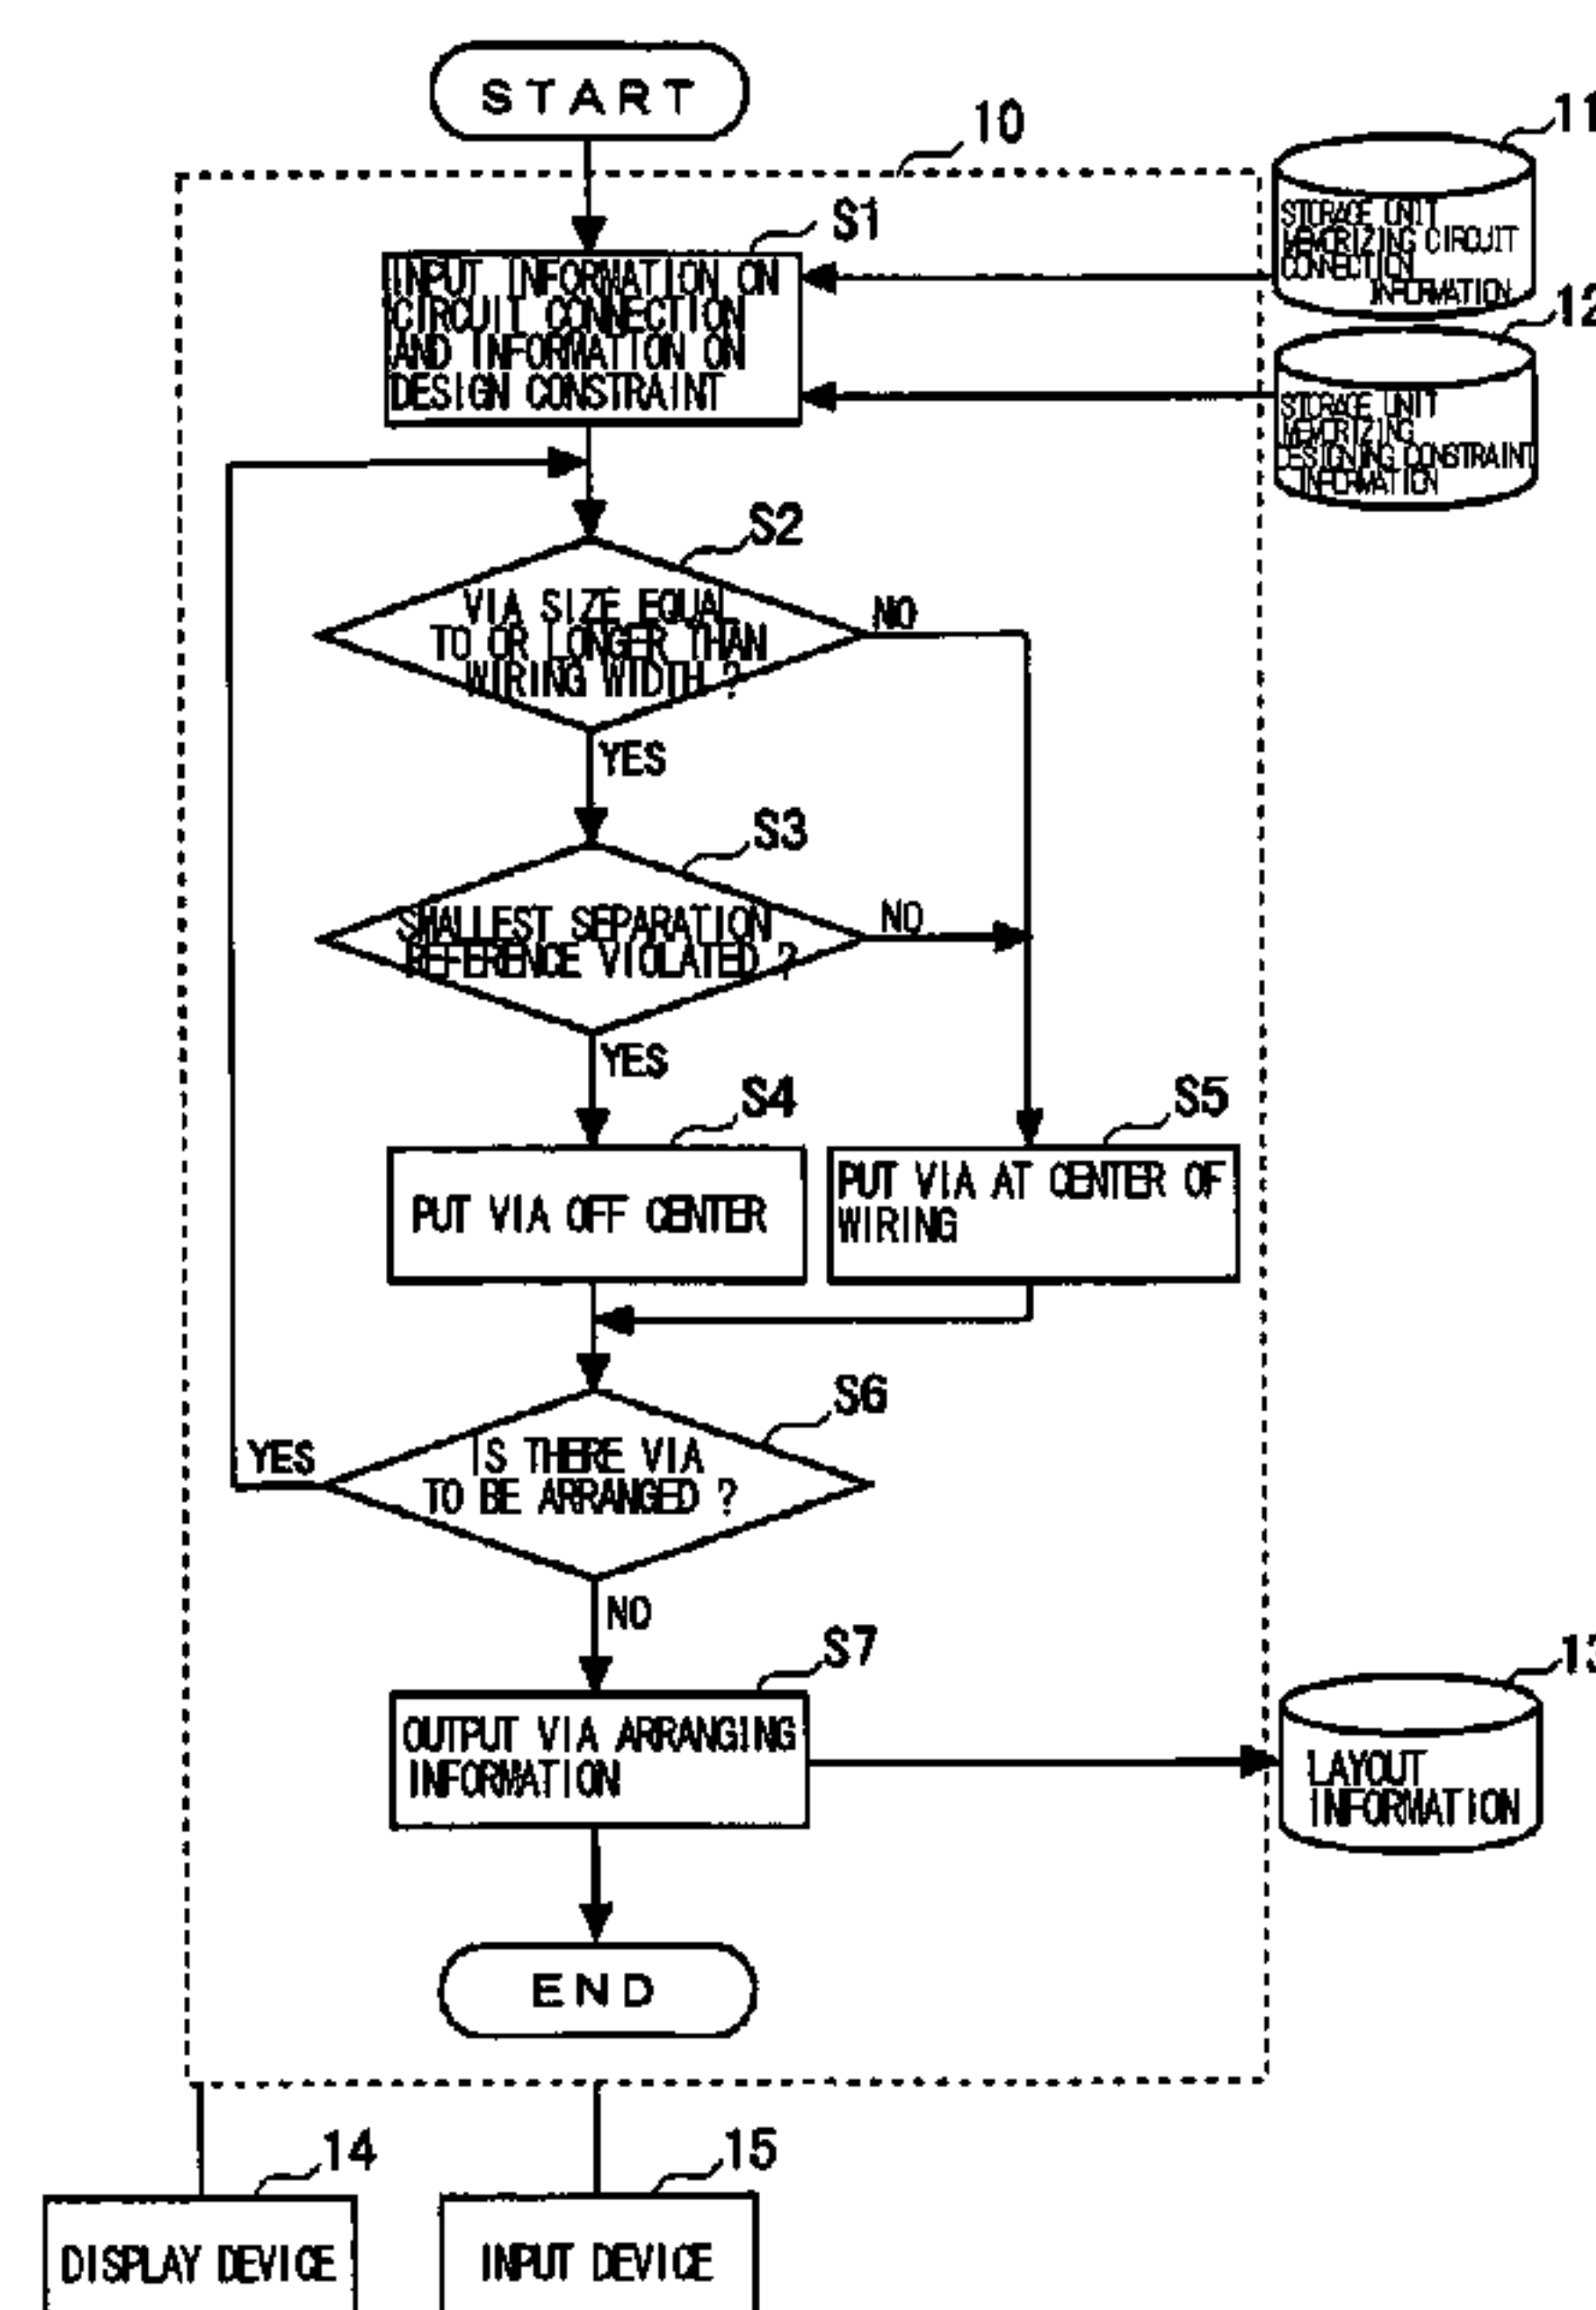 START
10
11
S1
STORAGE UNIT
MEMORIZING CIRCUIT
CONNECTION
INFORMATION
INPUT INFORMATION ON
CIRCUIT CONNECTION
AND INFORMATION ON
DESIGN CONSTRAINT
12
STORAGE UNIT
MEMORIZING
DESIGNING CONSTRAINT
INFORMATION
S2
VIA SIZE EQUAL
TO OR LONGER THAN
WIRING WIDTH ?
NO
YES
S3
SMALLEST SEPARATION
REFERENCE VIOLATED ?
NO
YES
S4
S5
PUT VIA OFF CENTER
PUT VIA AT CENTER OF
WIRING
S6
IS THERE VIA
TO BE ARRANGED ?
YES
NO
S7
13
OUTPUT VIA ARRANGING
INFORMATION
LAYOUT
INFORMATION
END
14
15
DISPLAY DEVICE
INPUT DEVICE